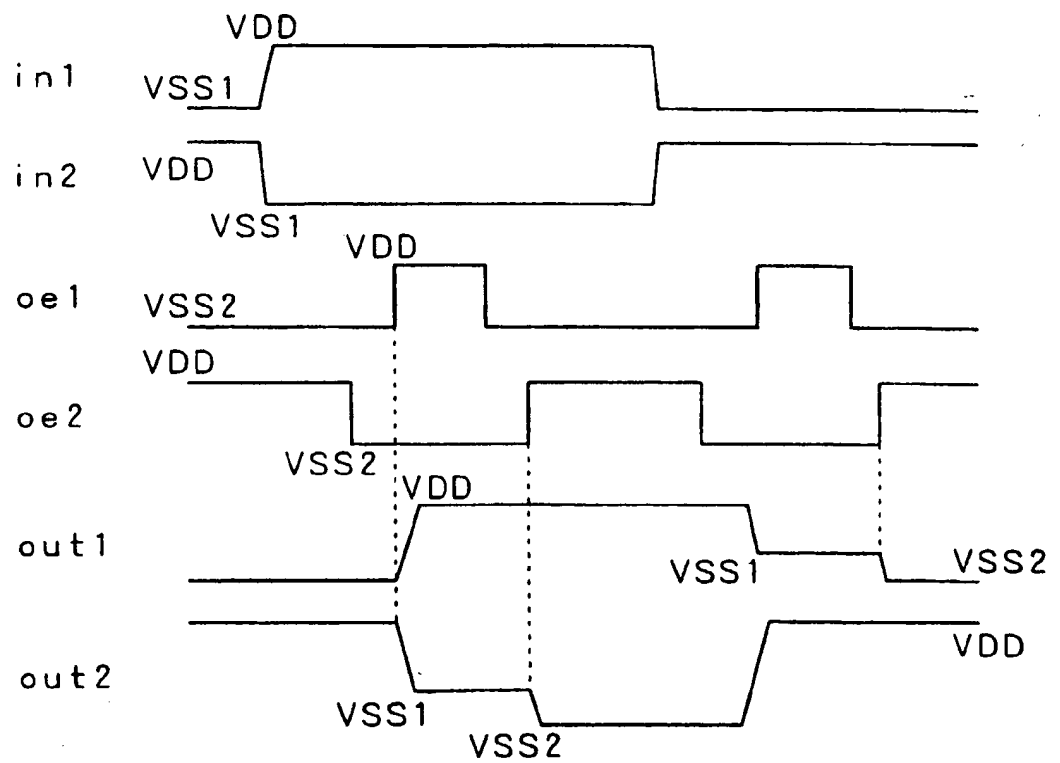 VDD
in1
VSS1
in2
VDD
VSS1
VDD
oe1
VSS2
VDD
oe2
VSS2
VDD
out1
VSS1
VSS2
out2
VDD
VSS1
VSS2